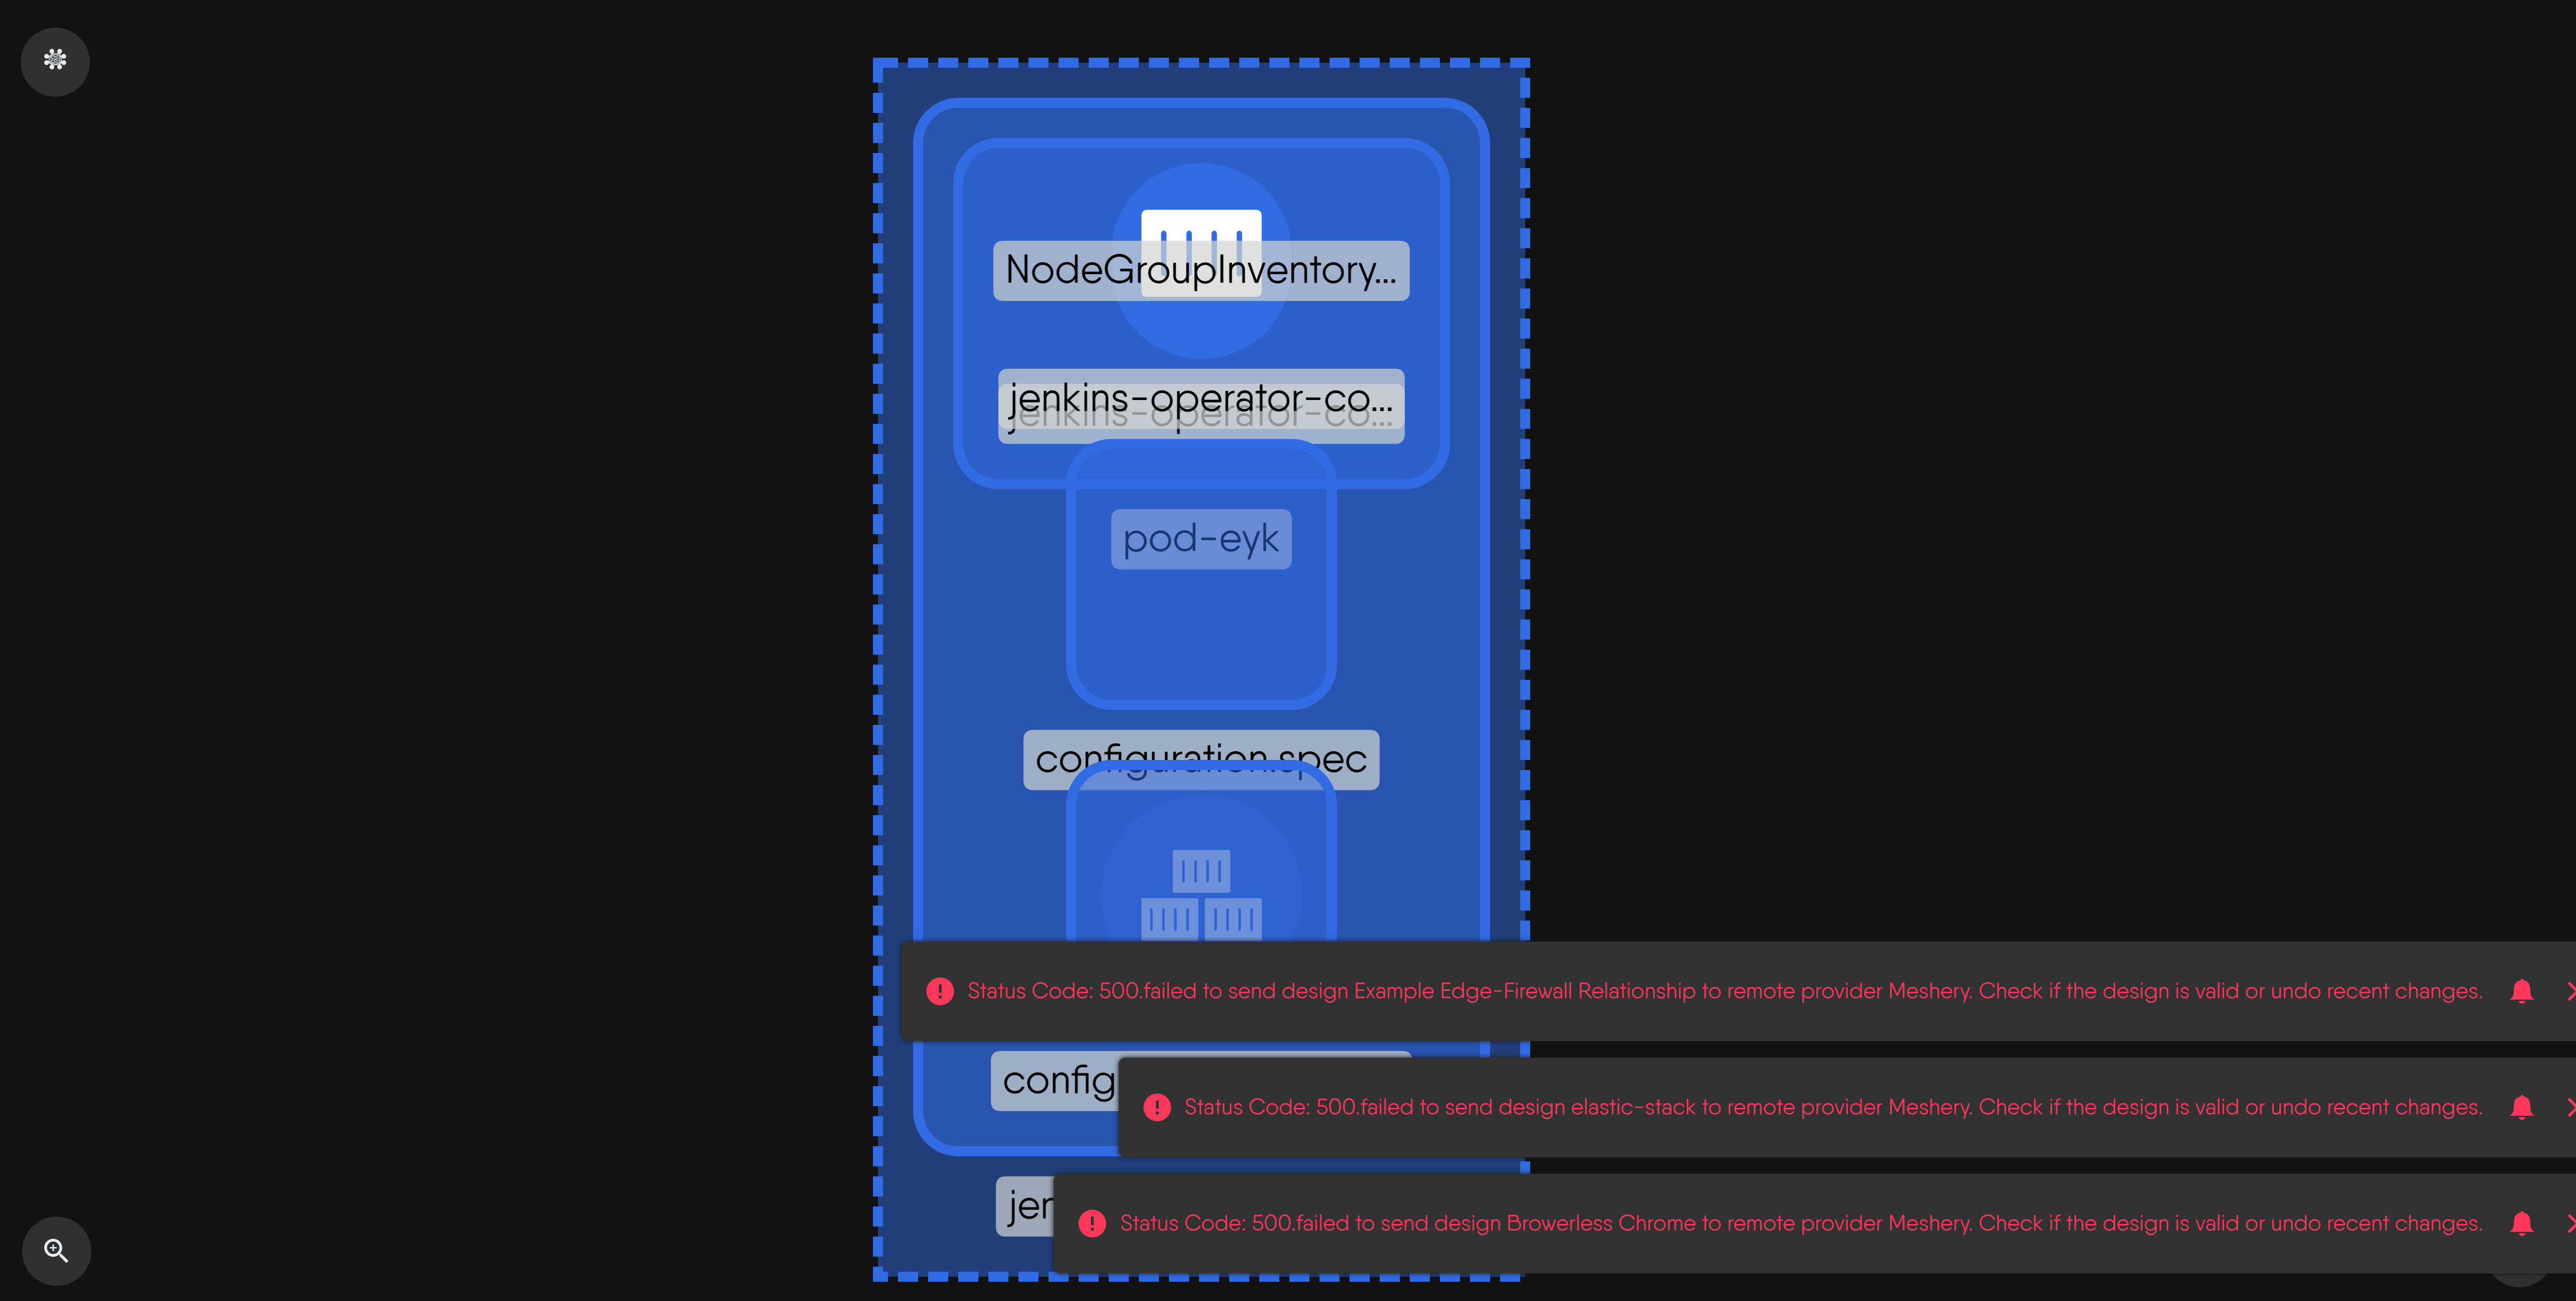 NodeGroupInventory...
jenkins-operator-co...
jenkins-operator-co...
pod-eyk
configuration.spec
Status Code: 500.failed to send design Example Edge-Firewall Relationship to remote provider Meshery. Check if the design is valid or undo recent changes.
config
Status Code: 500.failed to send design elastic-stack to remote provider Meshery. Check if the design is valid or undo recent changes.
Status Code: 500.failed to send design Browerless Chrome to remote provider Meshery. Check if the design is valid or undo recent changes.